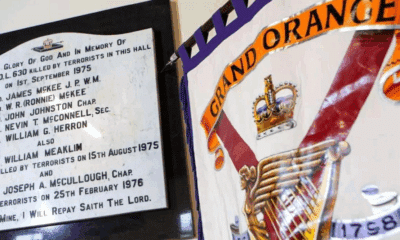 GLORY OF GOD AND IN MEMORY OF
O.L. 630 KILLED BY TERRORISTS IN THIS HALL
ON 1ST. SEPTEMBER 1975
JAMES MCKEE J.P. W.M.
W.R. (RONNIE) MCKEE
JOHN JOHNSTON CHAP.
NEVIN T. MCCONNELL, SEC.
WILLIAM G. HERRON
ALSO
WILLIAM MEAKLIM
KILLED BY TERRORISTS ON 15TH AUGUST 1975
AND
JOSEPH A. MCCULLOUGH, CHAP.
TERRORISTS ON 25TH FEBRUARY 1976
MINE, I WILL REPAY SAITH THE LORD.
GRAND ORANGE
1798